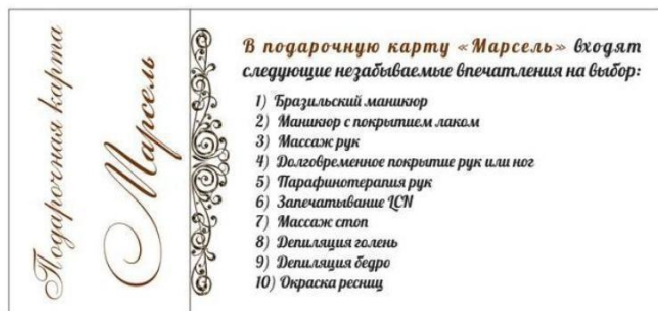 Подарочная карта
Марсель
В подарочную карту «Марсель» входят
следующие незабываемые впечатления на выбор:
1) Бразильский маникюр
2) Маникюр с покрытием лаком
3) Массаж рук
4) Долговременное покрытие рук или ног
5) Парафинотерапия рук
6) Запечатывание LCN
7) Массаж стоп
8) Депиляция голень
9) Депиляция бедро
10) Окраска ресниц